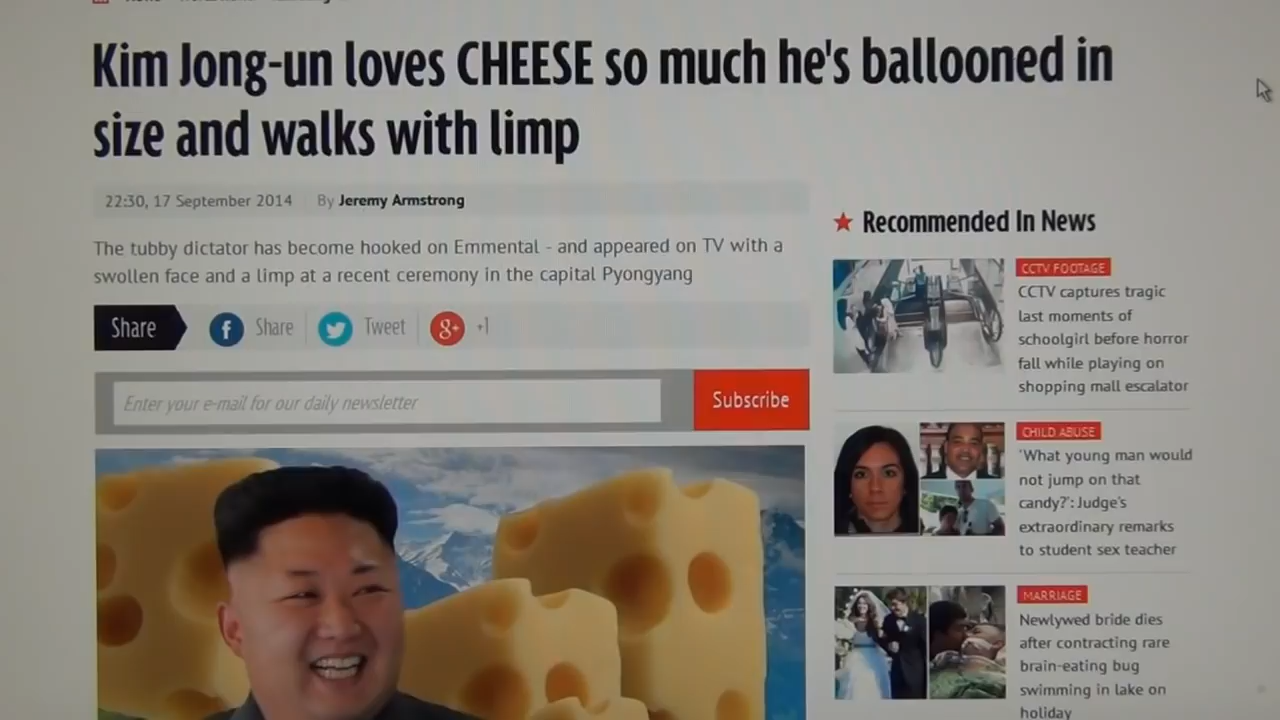 Kim Jong-un loves CHEESE so much he's ballooned in
size and walks with limp
22:30, 17 September 2014 By Jeremy Armstrong
The tubby dictator has become hooked on Emmental - and appeared on TV with a
swollen face and a limp at a recent ceremony in the capital Pyongyang
Share
Share
Tweet
+1
Enter your e-mail for our daily newsletter
Subscribe
Recommended In News
CCTV FOOTAGE
CCTV captures tragic
last moments of
schoolgirl before horror
fall while playing on
shopping mall escalator
CHILD ABUSE
'What young man would
not jump on that
candy?': Judge's
extraordinary remarks
to student sex teacher
MARRIAGE
Newlywed bride dies
after contracting rare
brain-eating bug
swimming in lake on
holiday